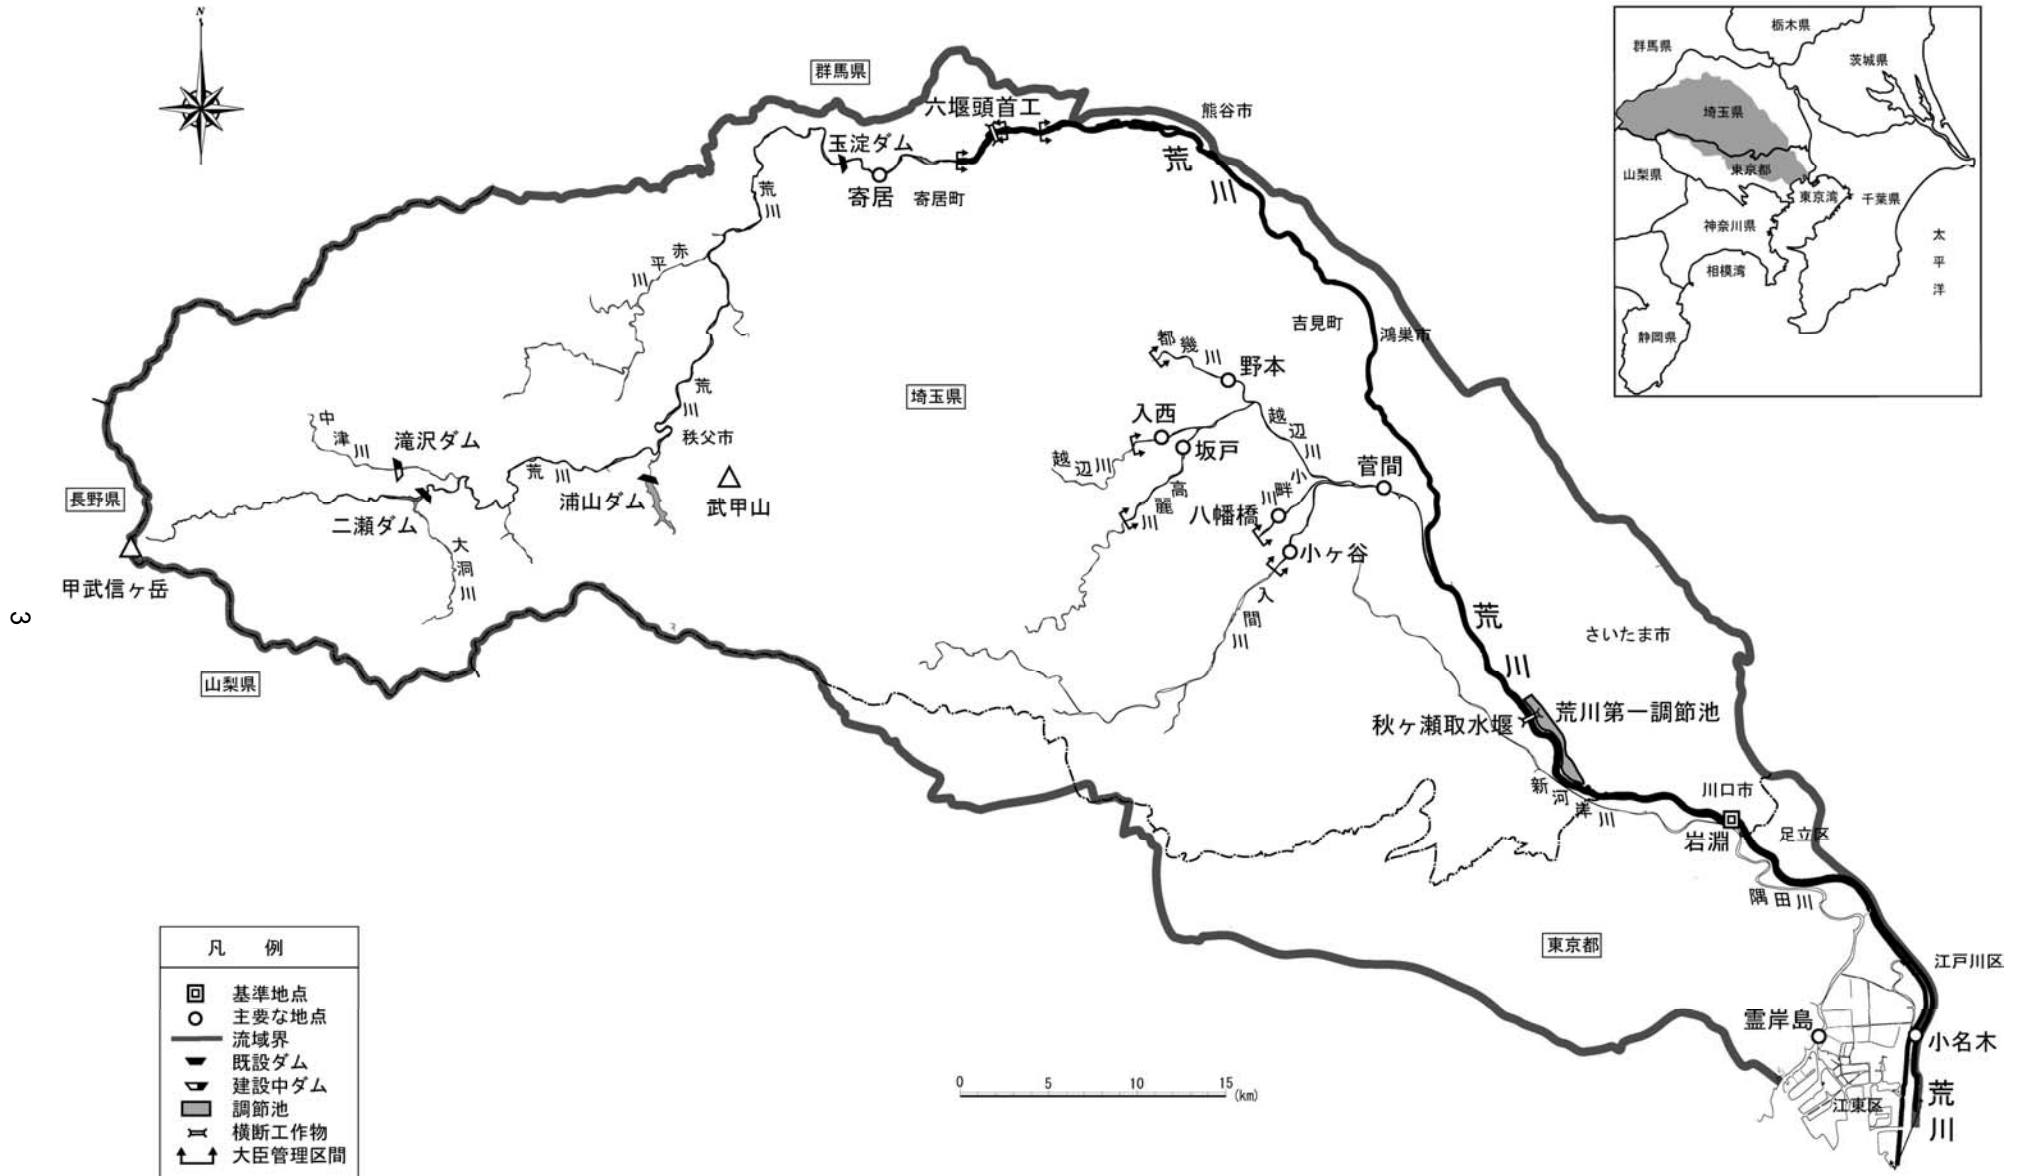 N
群馬県
六堰頭首工
熊谷市
玉淀ダム
荒川
寄居
寄居町
荒川
赤平川
吉見町
鴻巣市
都幾川
野本
埼玉県
荒川
入西
越辺川
坂戸
秩父市
中津川
滝沢ダム
荒川
越辺川
菅間
小畔川
高麗川
八幡橋
長野県
二瀬ダム
浦山ダム
武甲山
小ヶ谷
大洞川
甲武信ヶ岳
入間川
荒川
さいたま市
3
山梨県
荒川第一調節池
秋ヶ瀬取水堰
新河岸川
川口市
岩淵
足立区
隅田川
東京都
江戸川区
霊岸島
小名木
江東区
荒川
0 5 10 15 (km)
凡 例
基準地点
主要な地点
流域界
既設ダム
建設中ダム
調節池
横断工作物
大臣管理区間
栃木県
群馬県
茨城県
埼玉県
山梨県
東京都
東京湾
千葉県
神奈川県
太平洋
相模湾
静岡県